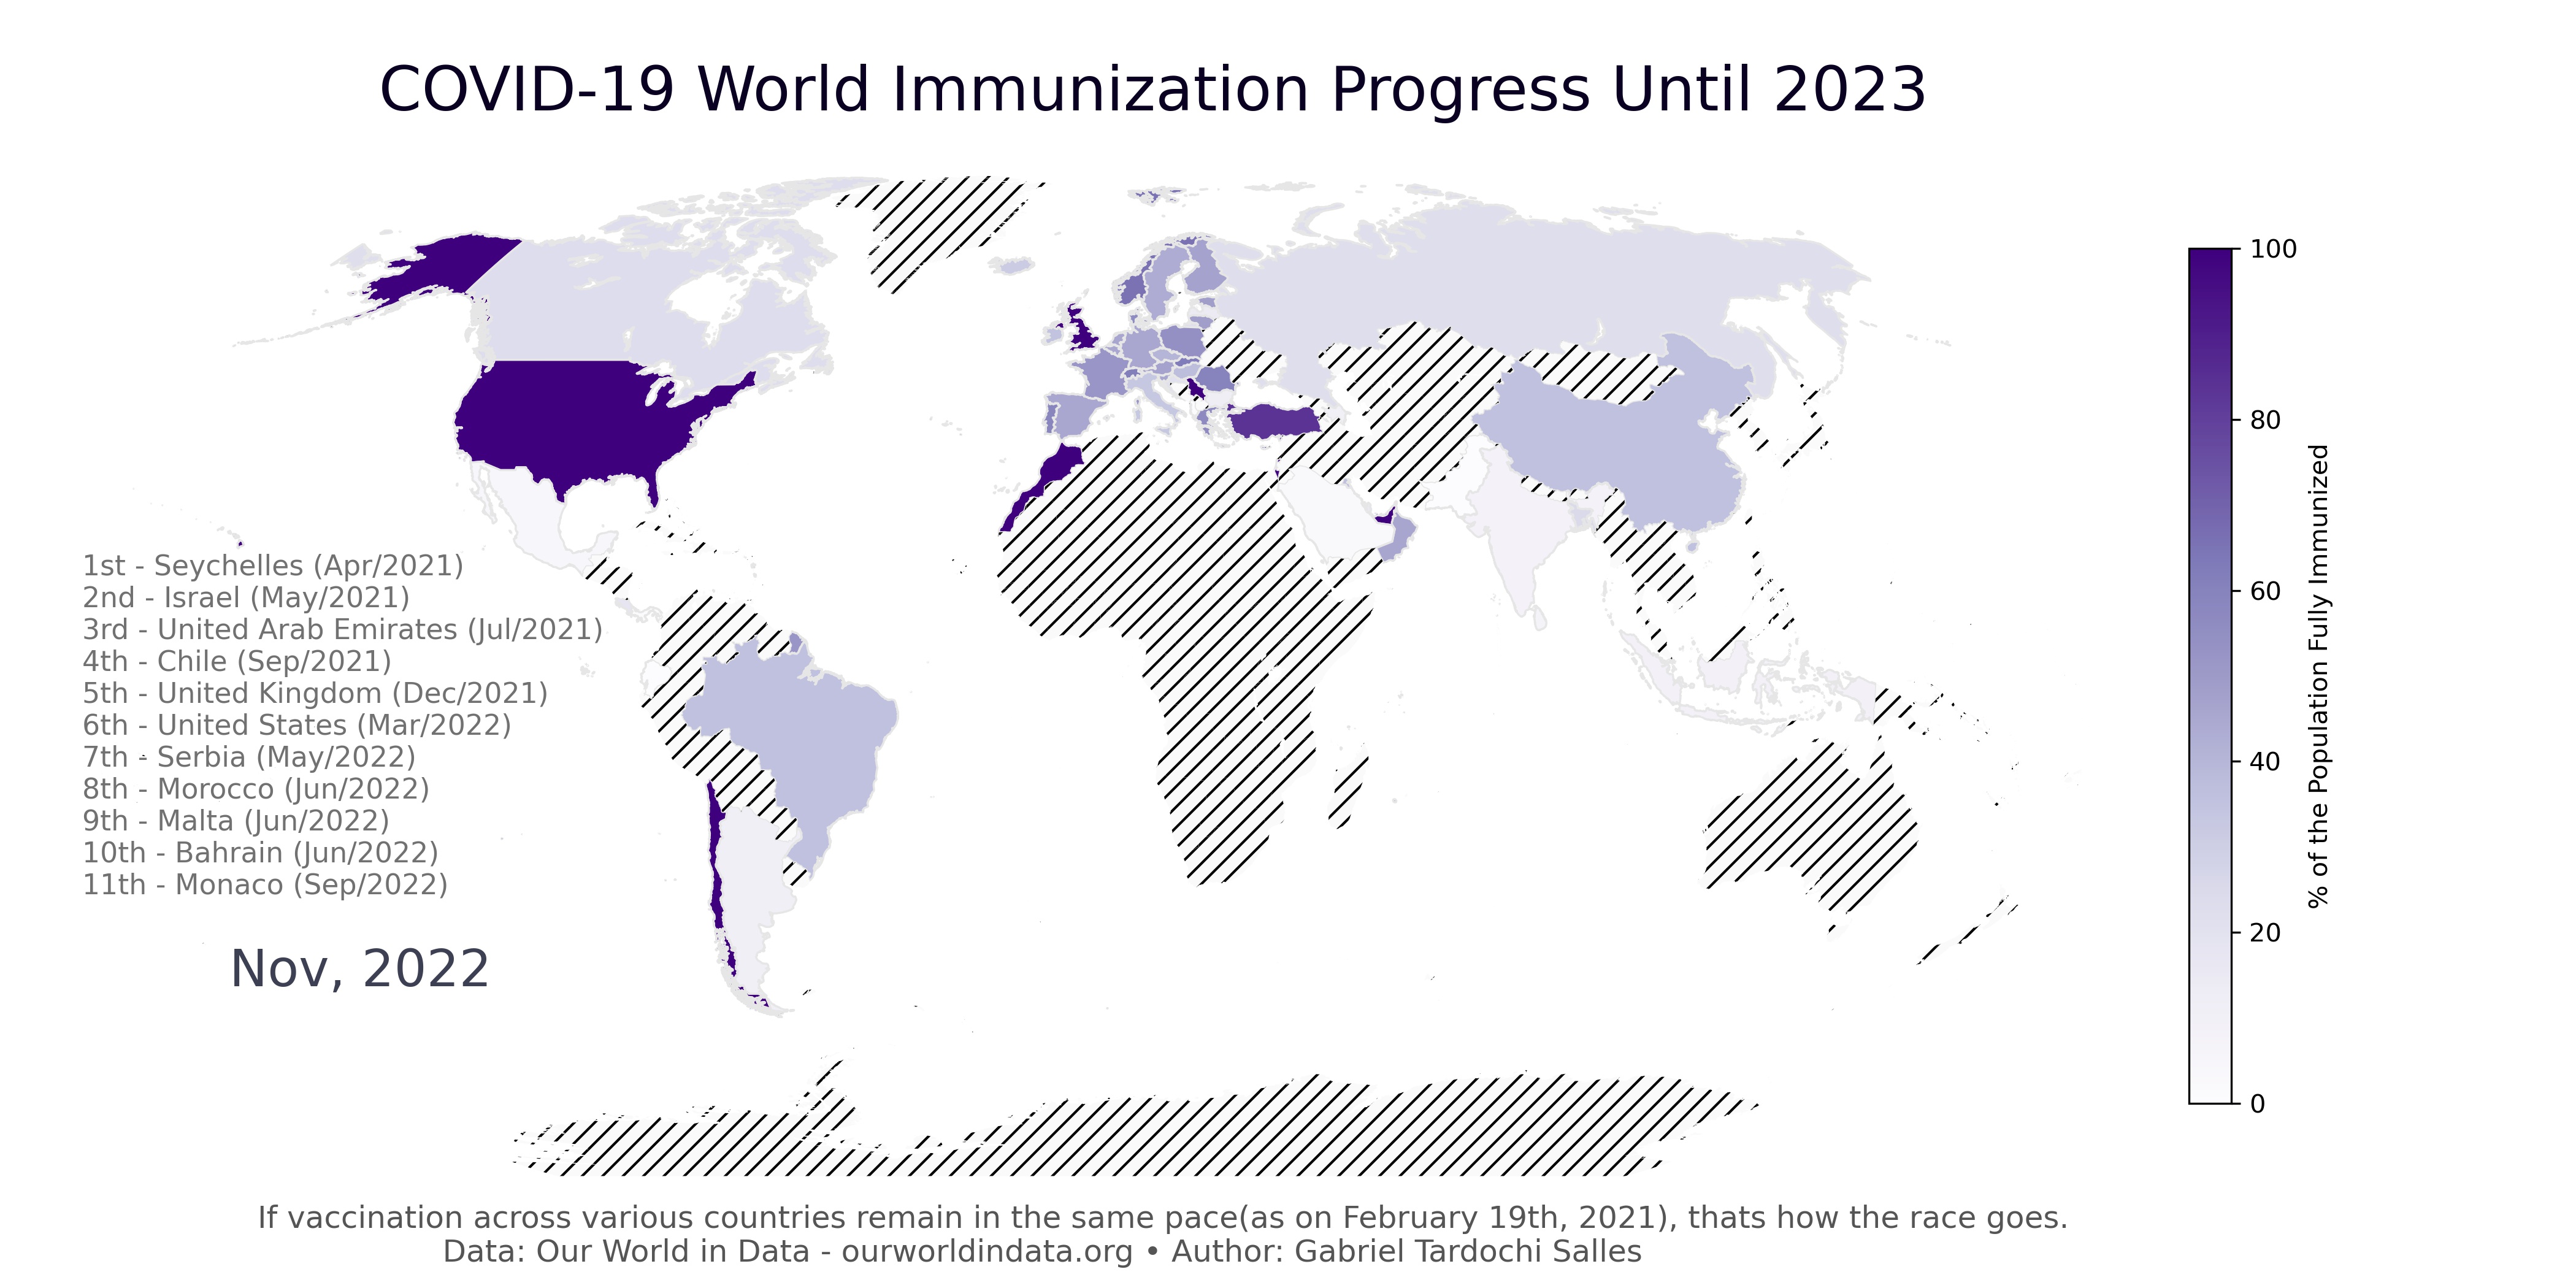 COVID-19 World Immunization Progress Until 2023
1st - Seychelles (Apr/2021)
2nd - Israel (May/2021)
3rd - United Arab Emirates (Jul/2021)
4th - Chile (Sep/2021)
5th - United Kingdom (Dec/2021)
6th - United States (Mar/2022)
7th - Serbia (May/2022)
8th - Morocco (Jun/2022)
9th - Malta (Jun/2022)
10th - Bahrain (Jun/2022)
11th - Monaco (Sep/2022)
Nov, 2022
100
80
60
40
20
0
% of the Population Fully Immunized
If vaccination across various countries remain in the same pace(as on February 19th, 2021), thats how the race goes.
Data: Our World in Data - ourworldindata.org • Author: Gabriel Tardochi Salles